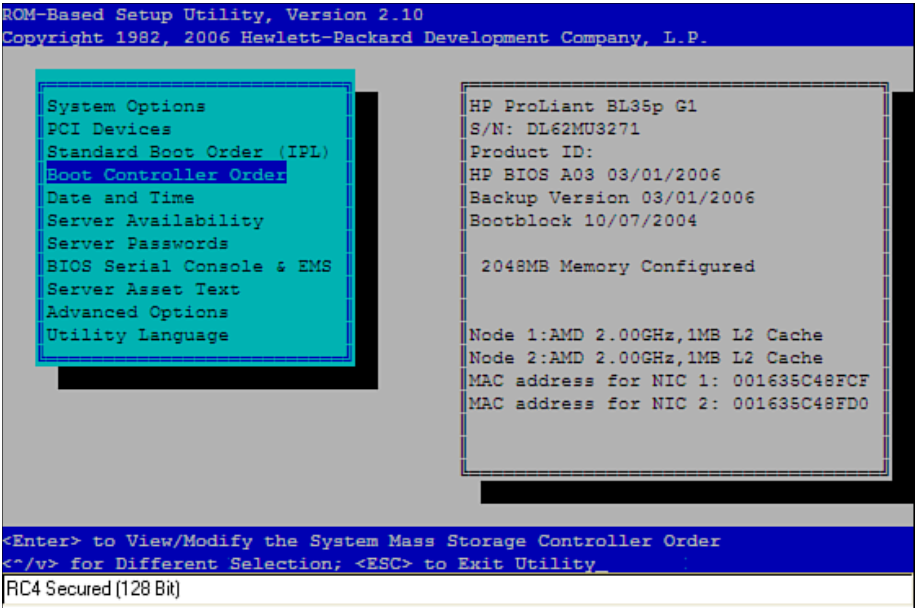 ROM-Based Setup Utility, Version 2.10
Copyright 1982, 2006 Hewlett-Packard Development Company, L.P.
System Options
PCI Devices
Standard Boot Order (IPL)
Boot Controller Order
Date and Time
Server Availability
Server Passwords
BIOS Serial Console & EMS
Server Asset Text
Advanced Options
Utility Language
HP ProLiant BL35p G1
S/N: DL62MU3271
Product ID:
HP BIOS A03 03/01/2006
Backup Version 03/01/2006
Bootblock 10/07/2004
2048MB Memory Configured
Node 1:AMD 2.00GHz,1MB L2 Cache
Node 2:AMD 2.00GHz,1MB L2 Cache
MAC address for NIC 1: 001635C48FCF
MAC address for NIC 2: 001635C48FD0
<Enter> to View/Modify the System Mass Storage Controller Order
<^/v> for Different Selection; <ESC> to Exit Utility_
RC4 Secured (128 Bit)